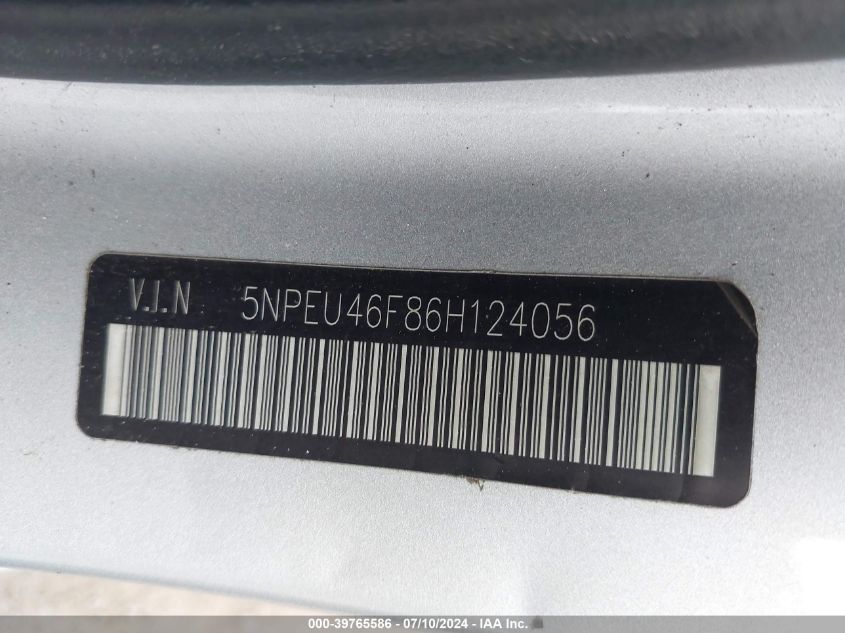 V.I.N 5NPEU46F86H124056
000-39765586 - 07/10/2024 - IAA Inc.